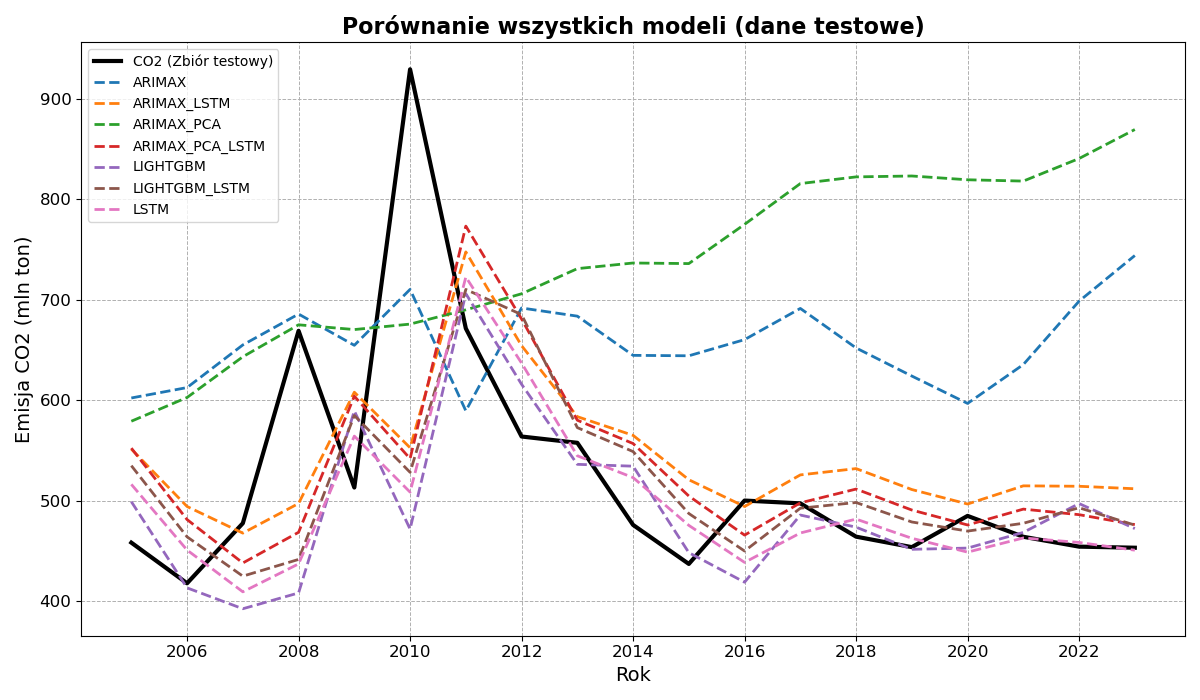 Porównanie wszystkich modeli (dane testowe)
CO2 (Zbiór testowy)
ARIMAX
ARIMAX_LSTM
ARIMAX_PCA
ARIMAX_PCA_LSTM
LIGHTGBM
LIGHTGBM_LSTM
LSTM
Emisja CO2 (mln ton)
900
800
700
600
500
400
2006 2008 2010 2012 2014 2016 2018 2020 2022
Rok